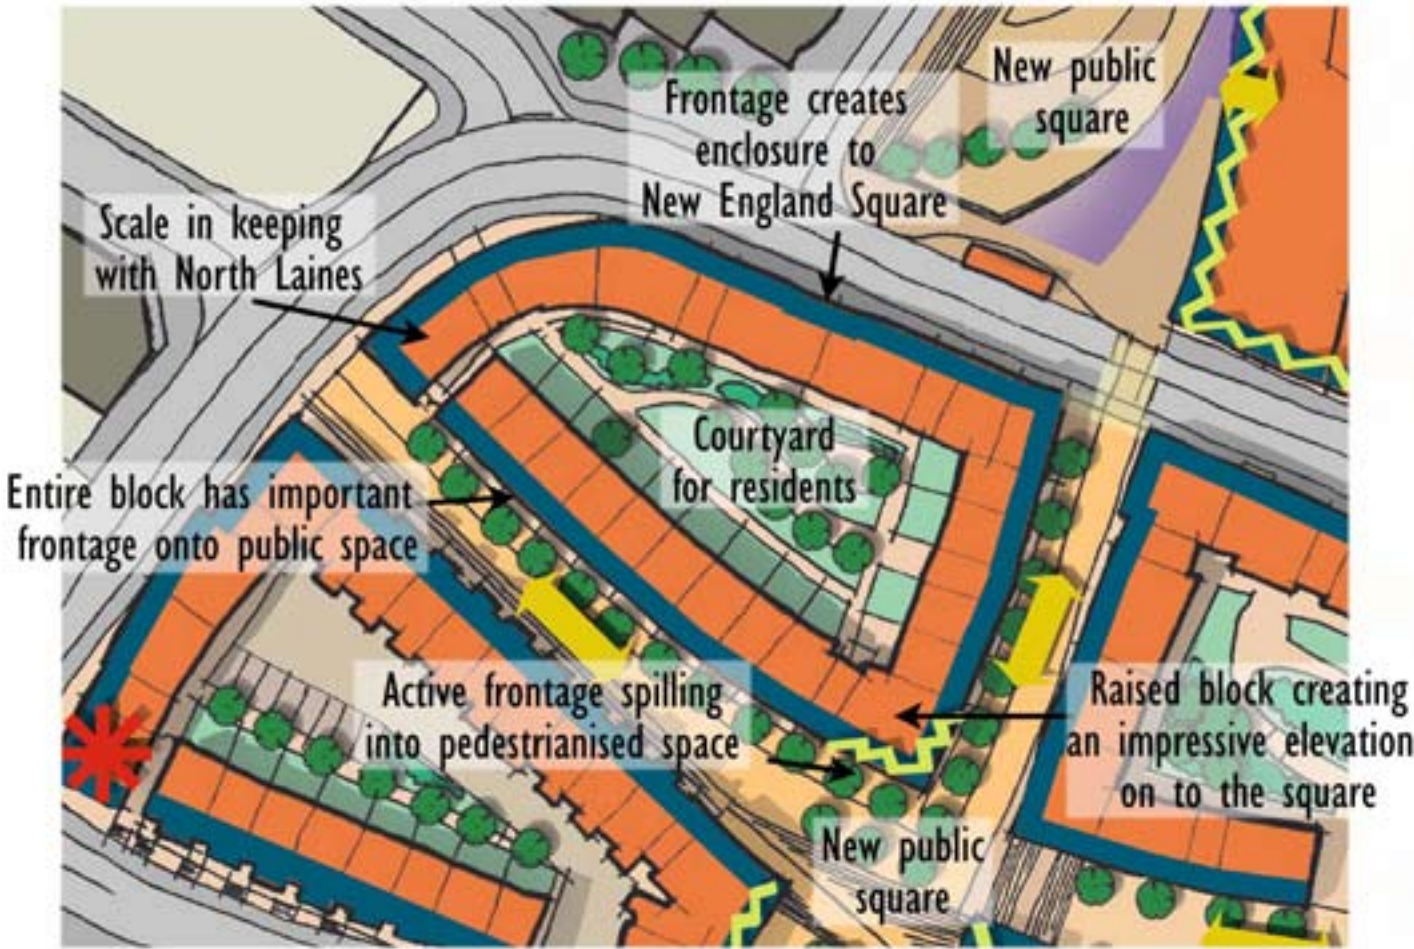 New public
square
Frontage creates
enclosure to
New England Square
Scale in keeping
with North Laines
Courtyard
for residents
Entire block has important
frontage onto public space
Active frontage spilling
into pedestrianised space
Raised block creating
an impressive elevation
on to the square
New public
square